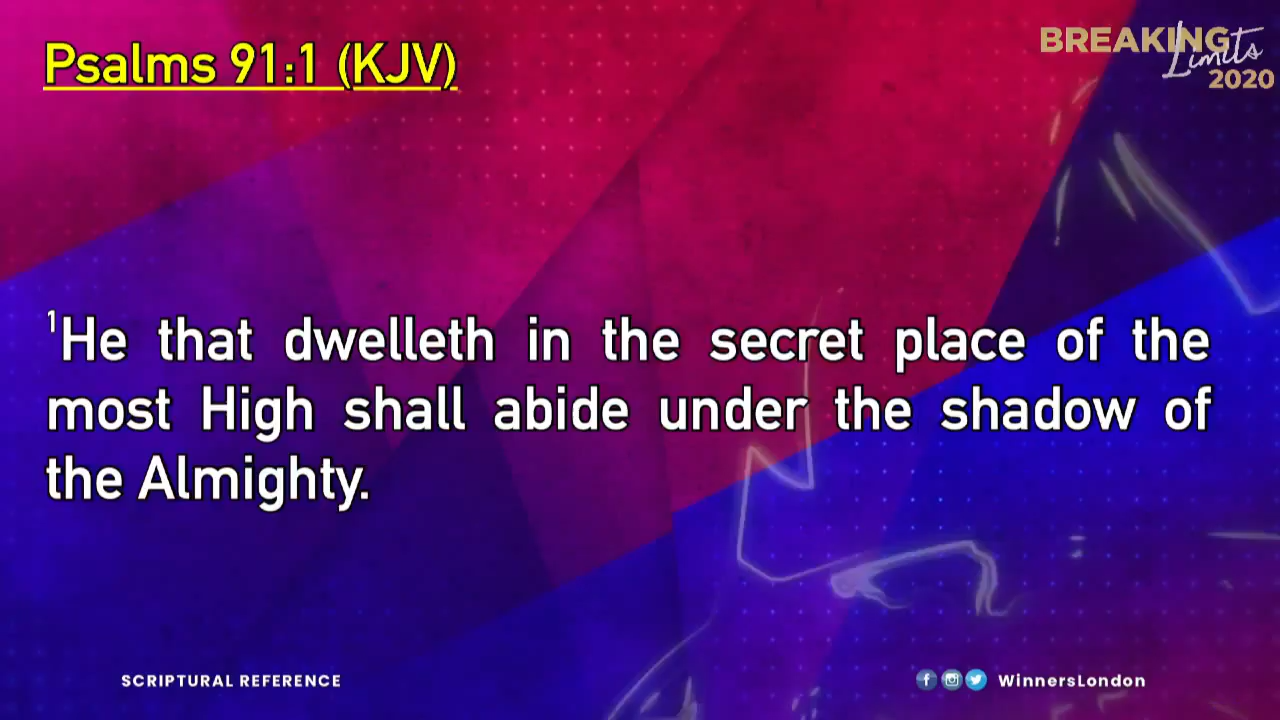 Psalms 91:1 (KJV)
BREAKING
Limits
2020
¹He that dwelleth in the secret place of the
most High shall abide under the shadow of
the Almighty.
SCRIPTURAL REFERENCE
WinnersLondon